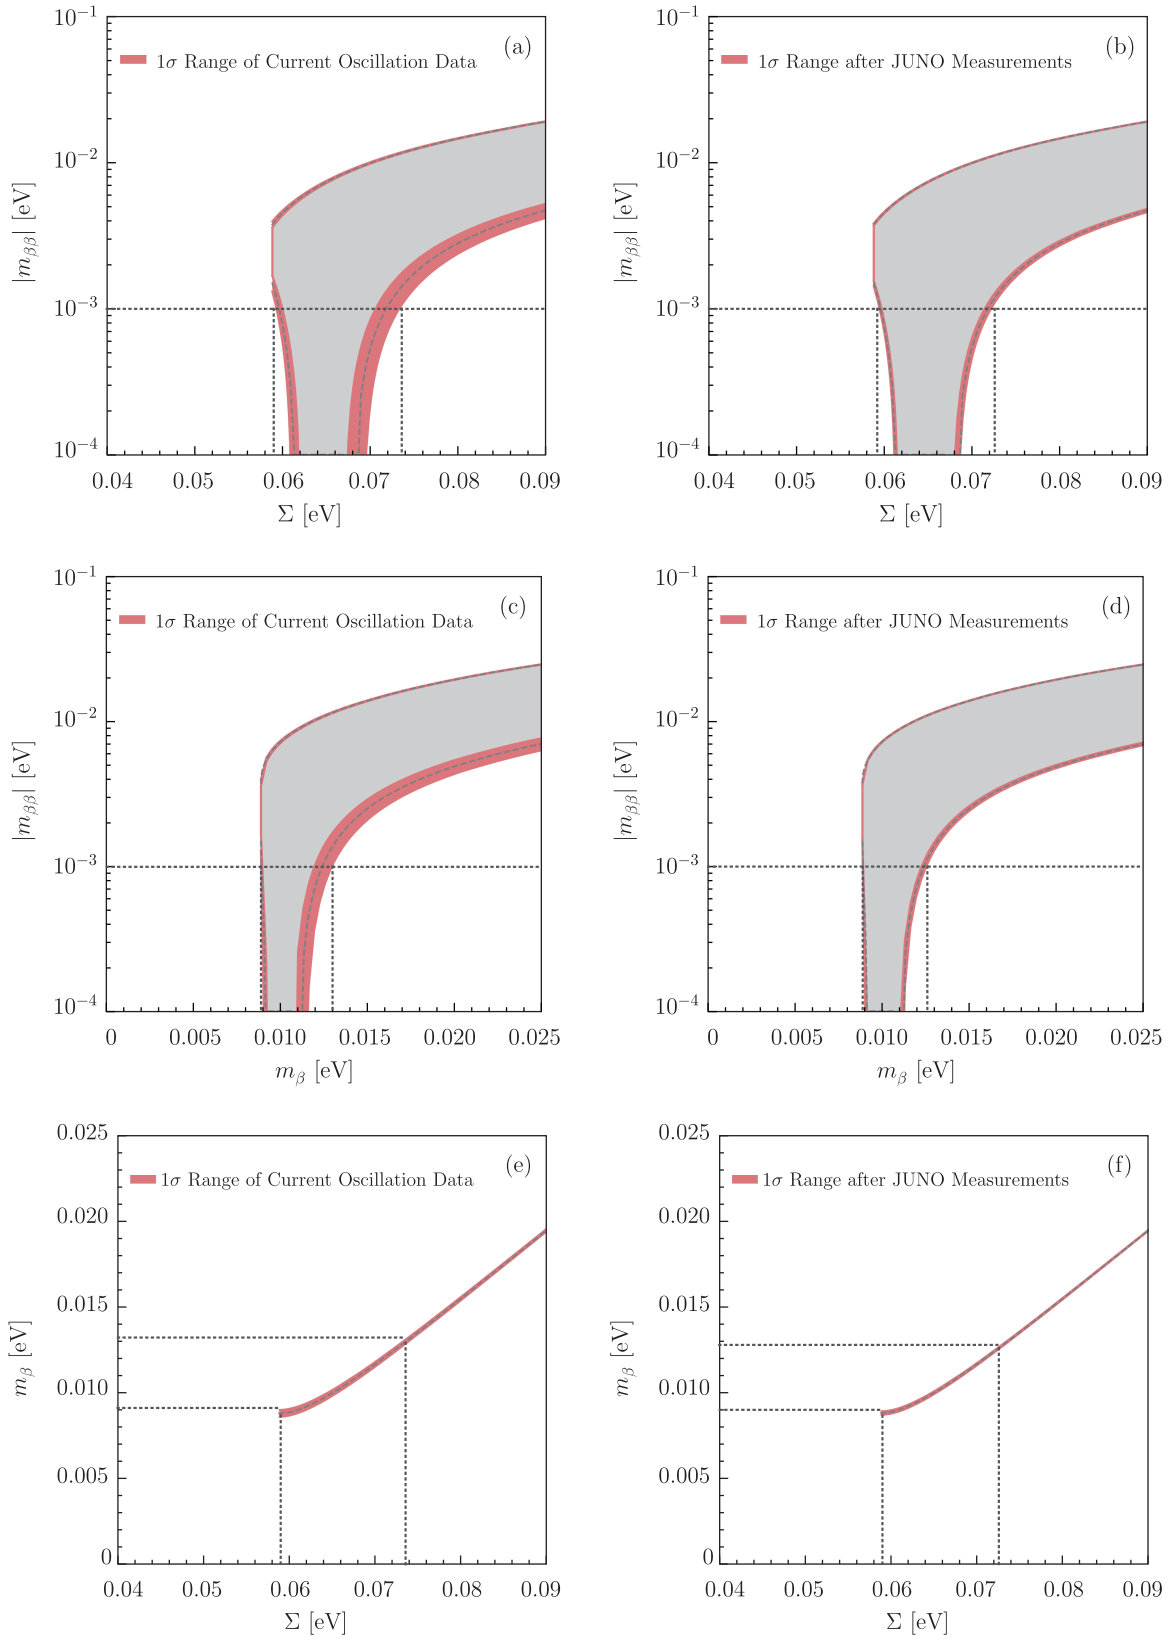 10⁻¹
1σ Range of Current Oscillation Data
(a)
10⁻²
|m_ββ| [eV]
10⁻³
10⁻⁴
0.04 0.05 0.06 0.07 0.08 0.09
Σ [eV]
10⁻¹
1σ Range after JUNO Measurements
(b)
10⁻²
|m_ββ| [eV]
10⁻³
10⁻⁴
0.04 0.05 0.06 0.07 0.08 0.09
Σ [eV]
10⁻¹
1σ Range of Current Oscillation Data
(c)
10⁻²
|m_ββ| [eV]
10⁻³
10⁻⁴
0 0.005 0.010 0.015 0.020 0.025
m_β [eV]
10⁻¹
1σ Range after JUNO Measurements
(d)
10⁻²
|m_ββ| [eV]
10⁻³
10⁻⁴
0 0.005 0.010 0.015 0.020 0.025
m_β [eV]
0.025
1σ Range of Current Oscillation Data
(e)
0.020
0.015
m_β [eV]
0.010
0.005
0
0.04 0.05 0.06 0.07 0.08 0.09
Σ [eV]
0.025
1σ Range after JUNO Measurements
(f)
0.020
0.015
m_β [eV]
0.010
0.005
0
0.04 0.05 0.06 0.07 0.08 0.09
Σ [eV]